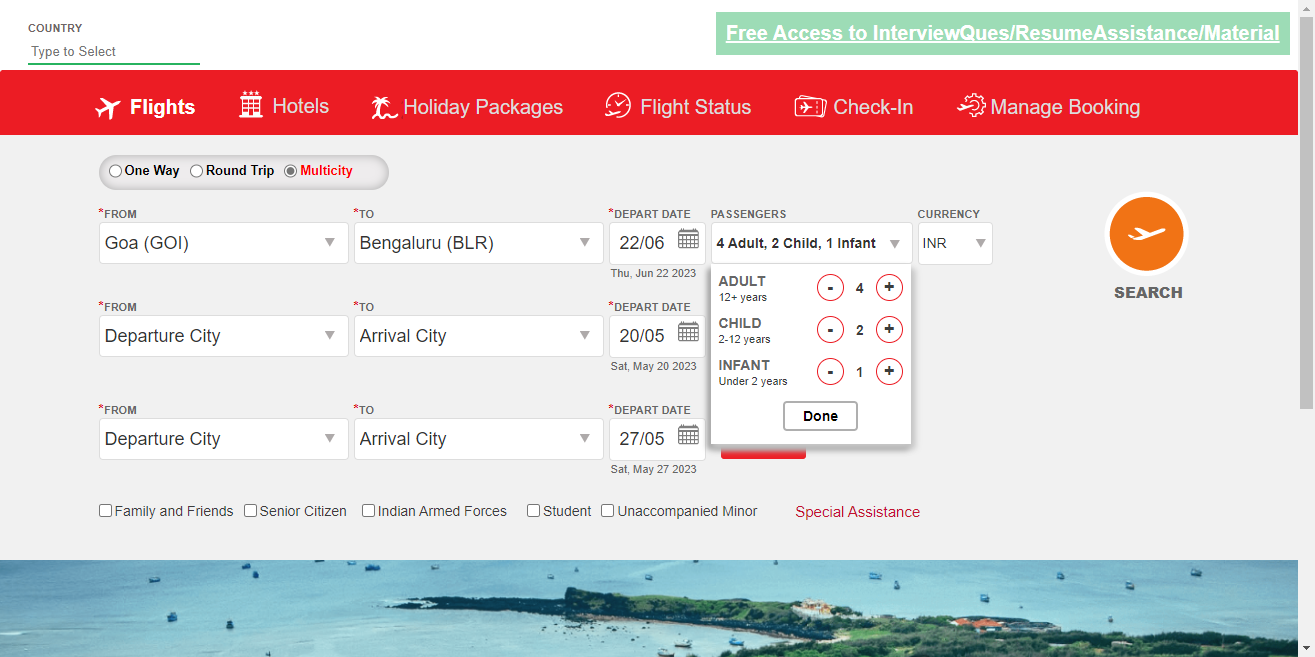 COUNTRY
Type to Select
Free Access to InterviewQues/ResumeAssistance/Material
Flights Hotels Holiday Packages Flight Status Check-In Manage Booking
One Way Round Trip Multicity
*FROM *TO *DEPART DATE PASSENGERS CURRENCY
Goa (GOI) Bengaluru (BLR) 22/06 4 Adult, 2 Child, 1 Infant INR
Thu, Jun 22 2023
SEARCH
ADULT
12+ years
- 4 +
*FROM *TO *DEPART DATE
Departure City Arrival City 20/05
Sat, May 20 2023
CHILD
2-12 years
- 2 +
INFANT
Under 2 years
- 1 +
Done
*FROM *TO *DEPART DATE
Departure City Arrival City 27/05
Sat, May 27 2023
Family and Friends Senior Citizen Indian Armed Forces Student Unaccompanied Minor Special Assistance